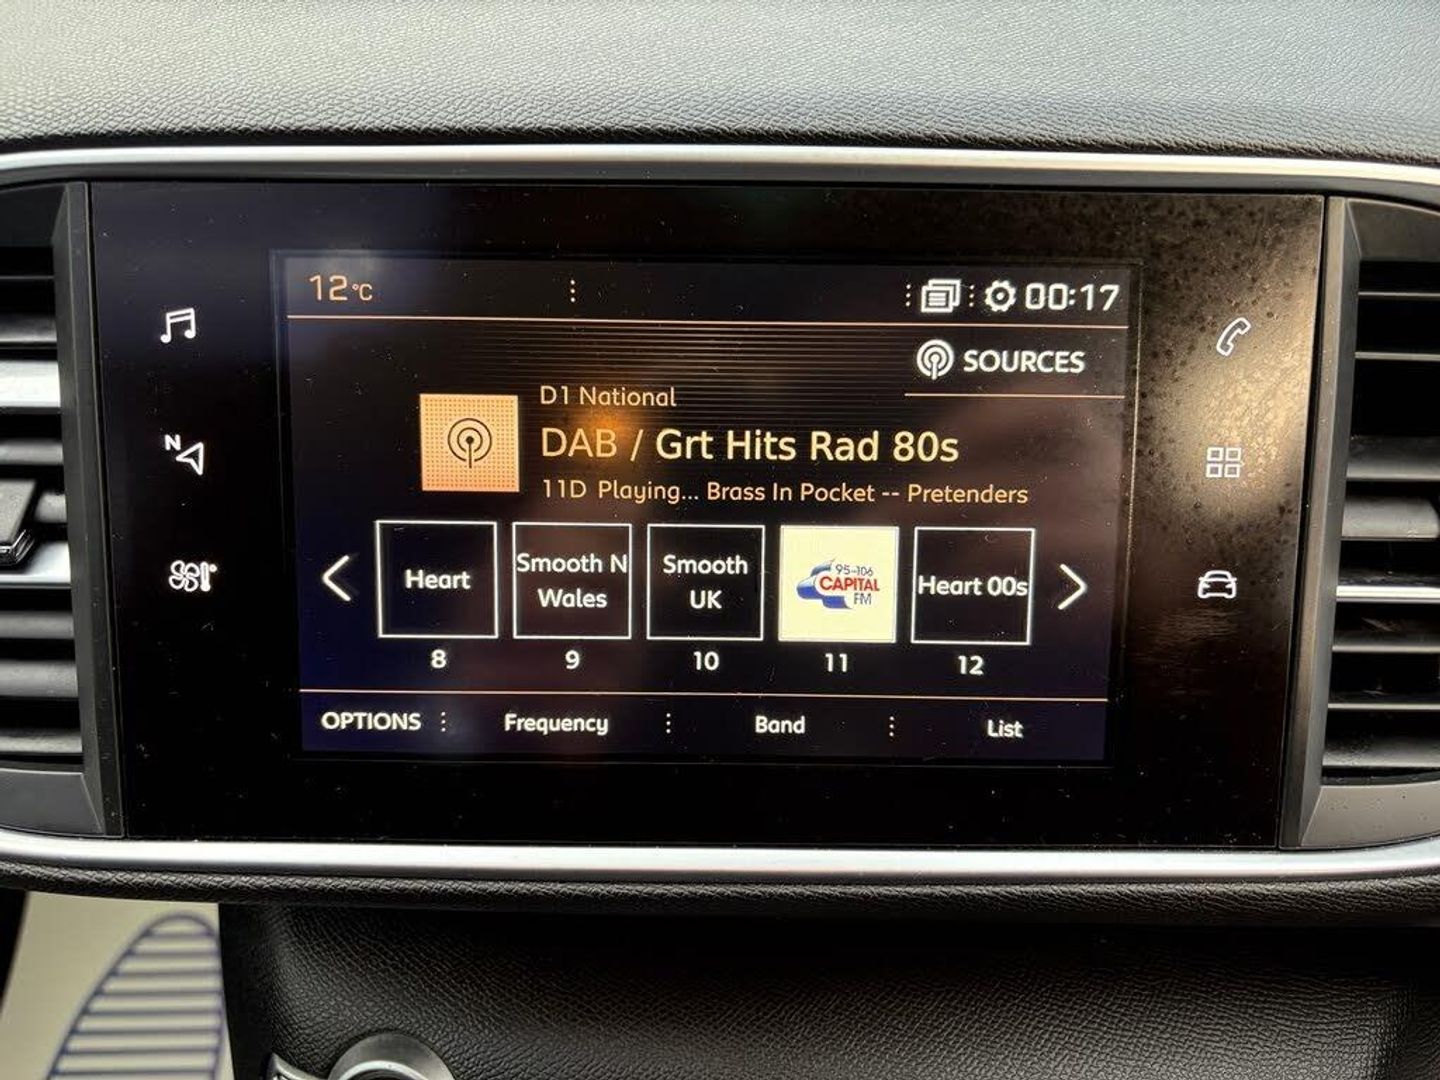 12°C
00:17
SOURCES
D1 National
DAB / Grt Hits Rad 80s
11D Playing... Brass In Pocket -- Pretenders
N
Heart
Smooth N
Wales
Smooth
UK
95-106
CAPITAL
FM
Heart 00s
8 9 10 11 12
OPTIONS Frequency Band List